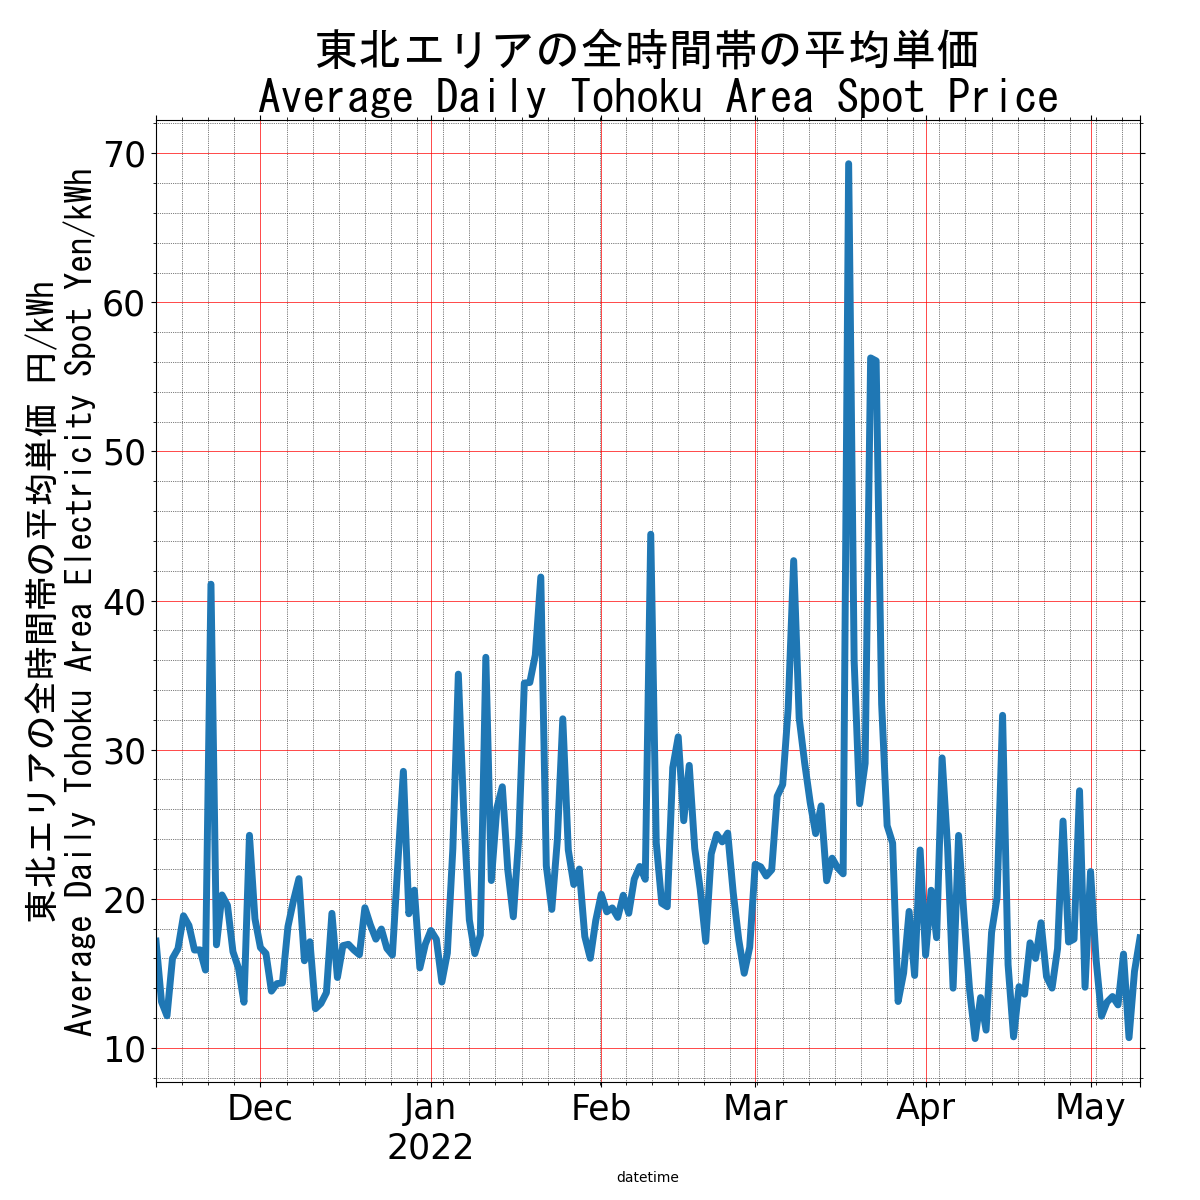 東北エリアの全時間帯の平均単価
Average Daily Tohoku Area Spot Price
東北エリアの全時間帯の平均単価 円/kWh
Average Daily Tohoku Area Electricity Spot Yen/kWh
70
60
50
40
30
20
10
Dec
Jan
2022
Feb
Mar
Apr
May
datetime